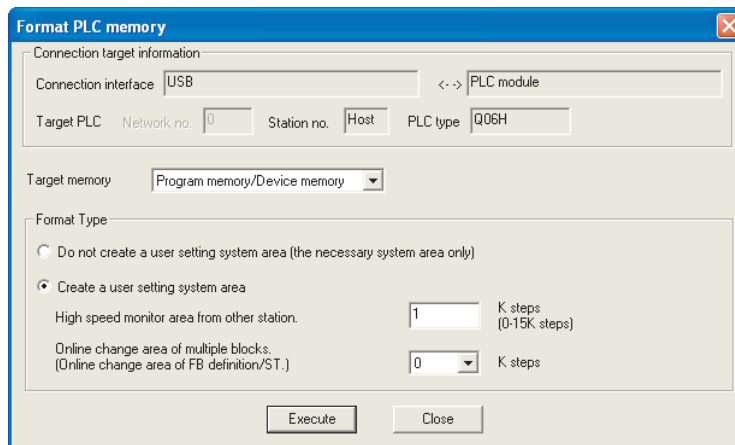 Format PLC memory
Connection target information
Connection interface USB <--> PLC module
Target PLC Network no. 0 Station no. Host PLC type Q06H
Target memory Program memory/Device memory
Format Type
Do not create a user setting system area (the necessary system area only)
Create a user setting system area
High speed monitor area from other station. 1 K steps
(0-15K steps)
Online change area of multiple blocks.
(Online change area of FB definition/ST.) 0 K steps
Execute Close